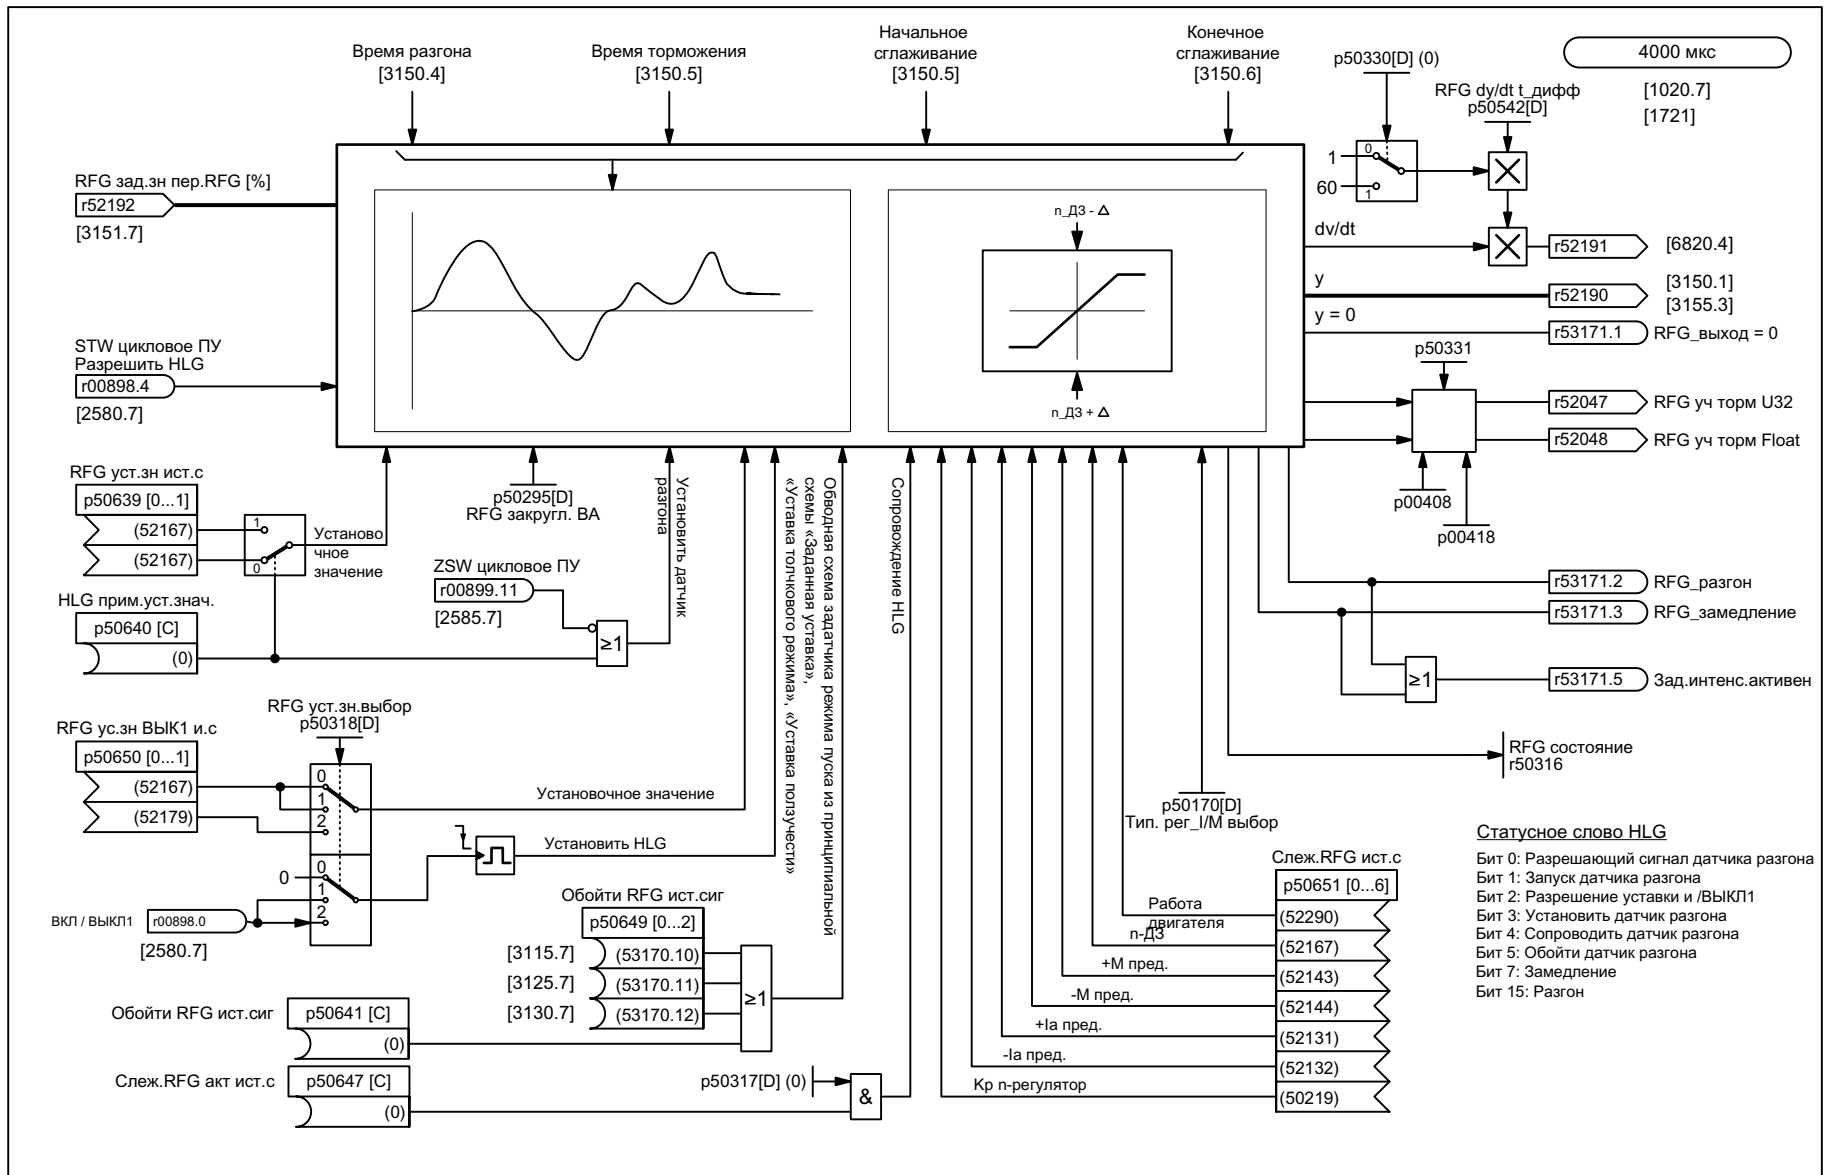 Время разгона
[3150.4]
Время торможения
[3150.5]
Начальное
сглаживание
[3150.5]
Конечное
сглаживание
[3150.6]
p50330[D] (0)
4000 мкс
[1020.7]
[1721]
RFG dy/dt t_дифф
p50542[D]
1
0
60
1
RFG зад.зн пер.RFG [%]
r52192
[3151.7]
n_ДЗ - Δ
n_ДЗ + Δ
dv/dt
r52191
[6820.4]
y
r52190
[3150.1]
[3155.3]
y = 0
r53171.1
RFG_выход = 0
STW цикловое ПУ
Разрешить HLG
r00898.4
[2580.7]
p50331
r52047
RFG уч торм U32
r52048
RFG уч торм Float
p00408
p00418
RFG уст.зн ист.с
p50639 [0...1]
(52167)
(52167)
1
0
Установо
чное
значение
p50295[D]
RFG закругл. ВА
Установить датчик
разгона
Обводная схема задатчика режима пуска из принципиальной
схемы «Заданная уставка»,
«Уставка толчкового режима», «Уставка ползучести»
Сопровождение HLG
ZSW цикловое ПУ
r00899.11
[2585.7]
≥1
HLG прим.уст.знач.
p50640 [C]
(0)
r53171.2
RFG_разгон
r53171.3
RFG_замедление
≥1
r53171.5
Зад.интенс.активен
RFG состояние
r50316
RFG уст.зн.выбор
p50318[D]
RFG ус.зн ВЫК1 и.с
p50650 [0...1]
(52167)
(52179)
0
1
2
Установочное значение
0
0
1
2
Установить HLG
ВКЛ / ВЫКЛ1
r00898.0
[2580.7]
p50170[D]
Тип. рег_I/M выбор
Обойти RFG ист.сиг
p50649 [0...2]
[3115.7]
(53170.10)
[3125.7]
(53170.11)
[3130.7]
(53170.12)
≥1
Обойти RFG ист.сиг
p50641 [C]
(0)
Слеж.RFG акт ист.с
p50647 [C]
(0)
p50317[D] (0)
&
Слеж.RFG ист.с
p50651 [0...6]
Работа
двигателя
(52290)
n-ДЗ
(52167)
+M пред.
(52143)
-M пред.
(52144)
+Ia пред.
(52131)
-Ia пред.
(52132)
Kp n-регулятор
(50219)
Статусное слово HLG
Бит 0: Разрешающий сигнал датчика разгона
Бит 1: Запуск датчика разгона
Бит 2: Разрешение уставки и /ВЫКЛ1
Бит 3: Установить датчик разгона
Бит 4: Сопроводить датчик разгона
Бит 5: Обойти датчик разгона
Бит 7: Замедление
Бит 15: Разгон